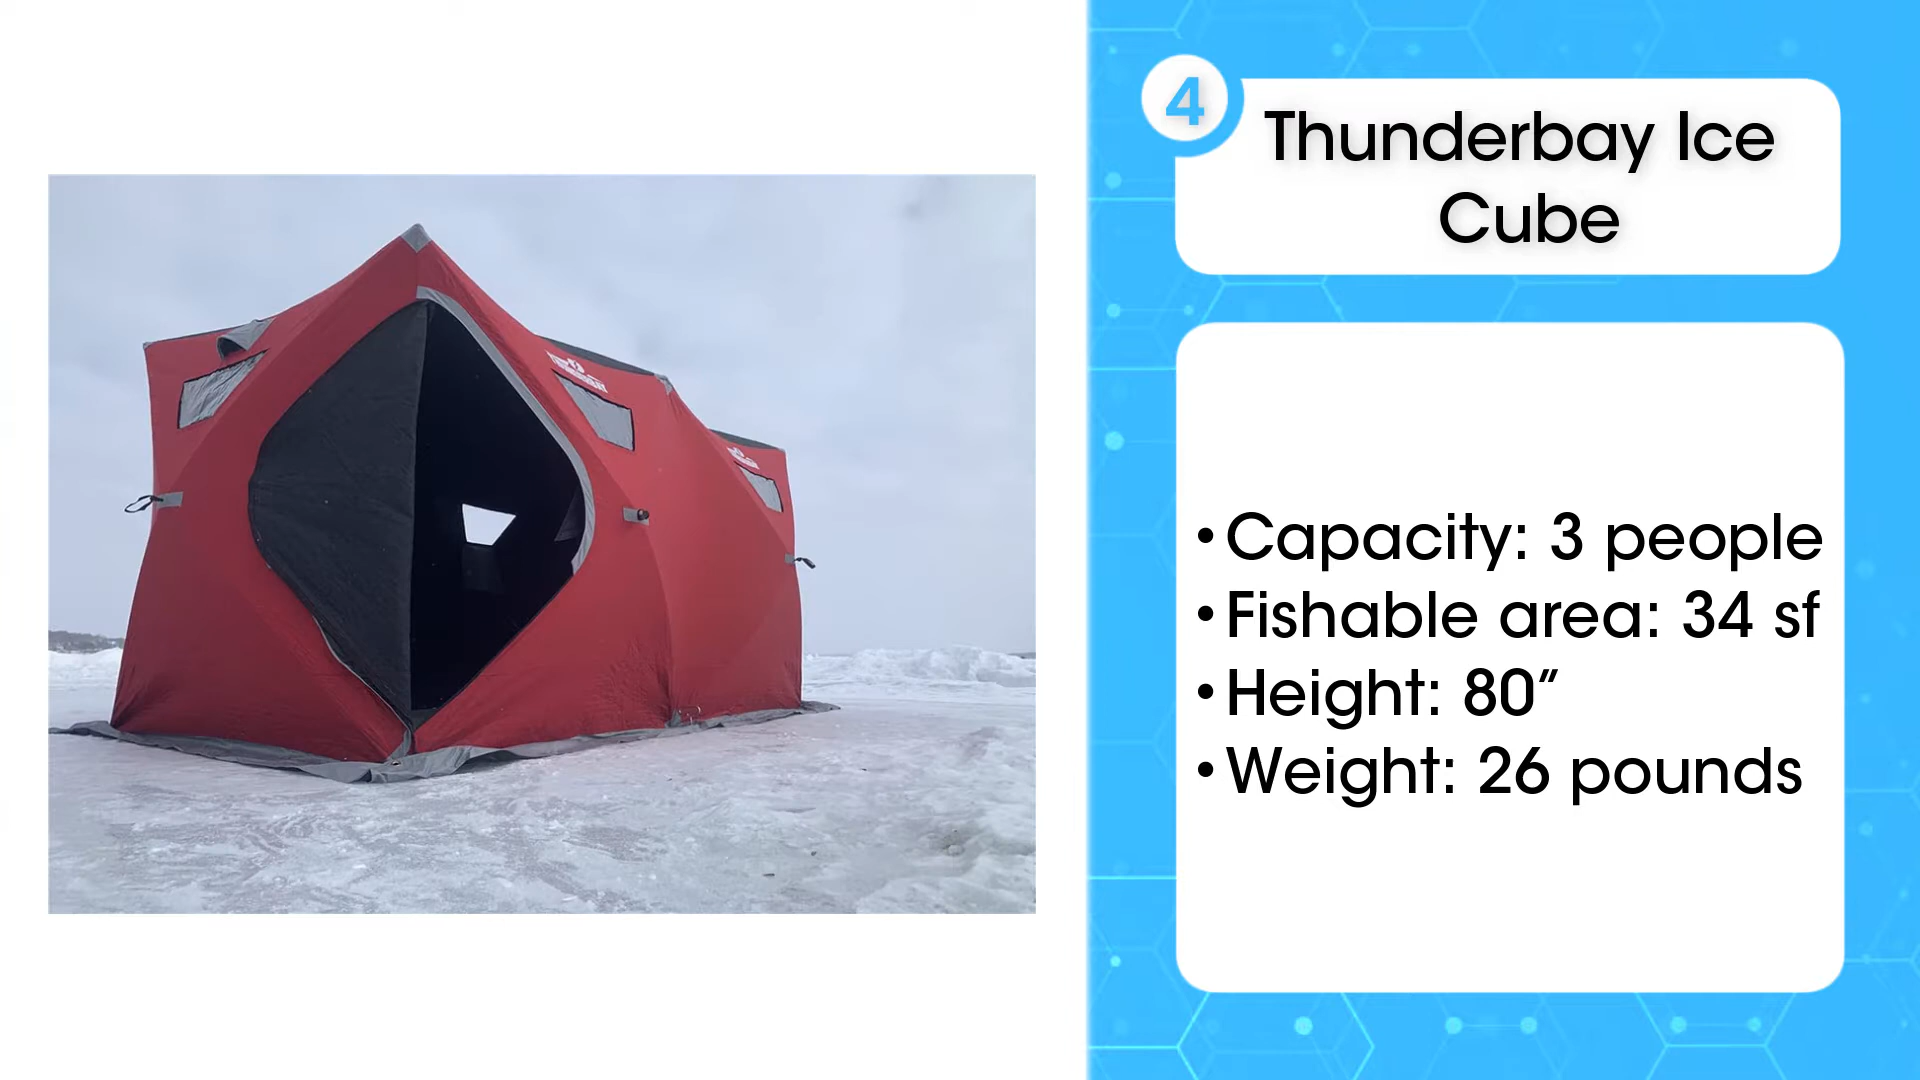 4
Thunderbay Ice
Cube
• Capacity: 3 people
• Fishable area: 34 sf
• Height: 80”
• Weight: 26 pounds